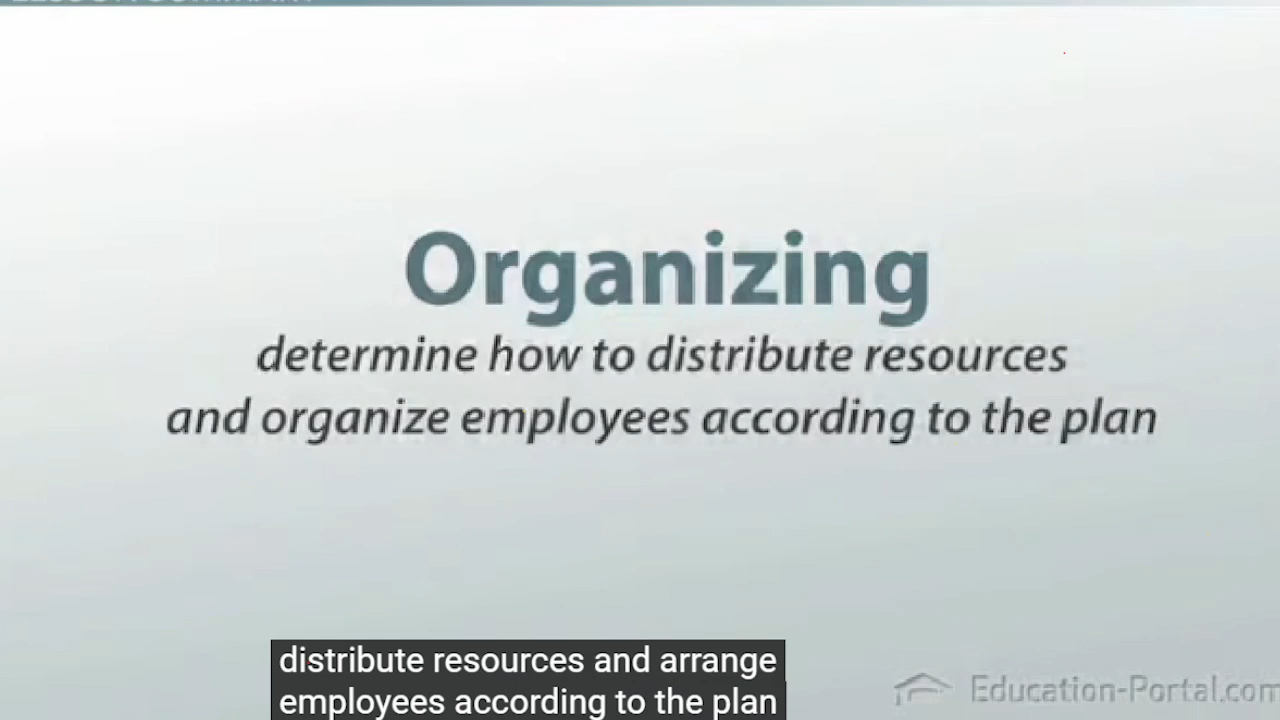 Organizing
determine how to distribute resources
and organize employees according to the plan
distribute resources and arrange
employees according to the plan
Education-Portal.com